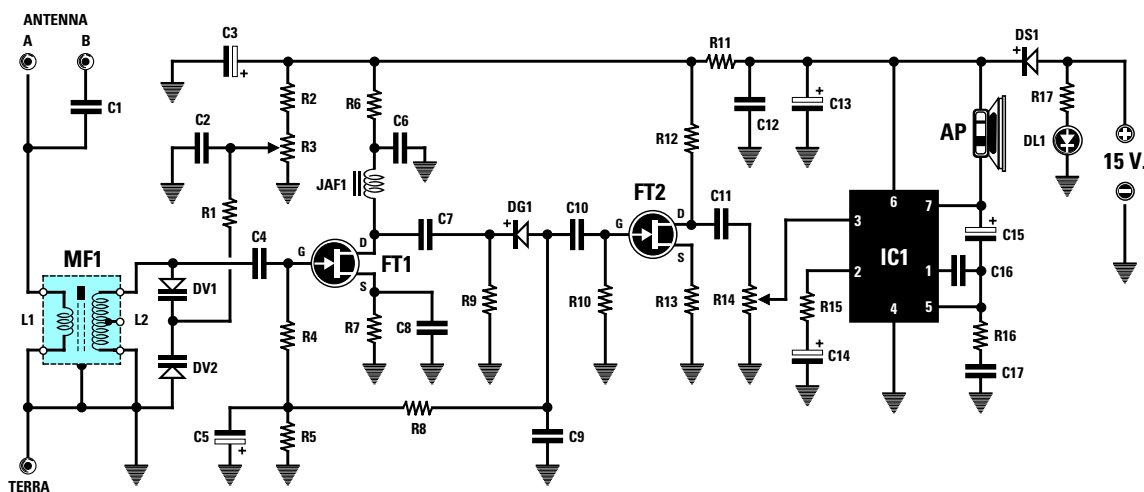 ANTENNA
A
B
C1
C3
+
R2
R3
C2
R1
R6
C6
JAF1
C4
G
D
S
FT1
C7
DG1
C10
R9
R10
R4
R7
C8
MF1
L1
L2
DV1
DV2
C5
+
R5
R8
C9
TERRA
R11
R12
FT2
G
D
S
C11
R13
R14
C12
C13
+
DS1
+
R17
DL1
AP
15 V.
IC1
3
6
7
2
1
4
5
R15
C14
+
C15
+
C16
R16
C17